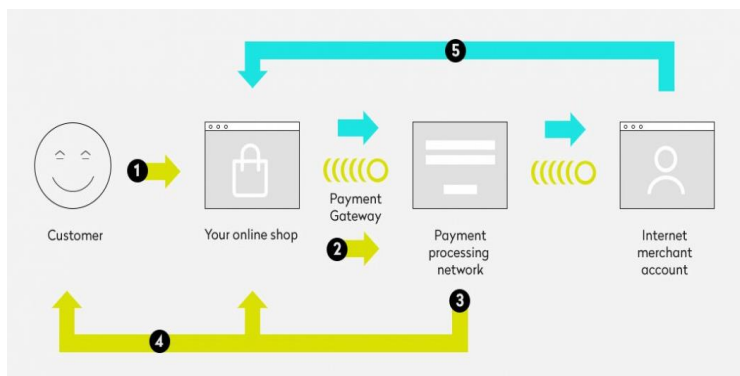 5
1
Customer
Your online shop
Payment
Gateway
2
Payment
processing
network
Internet
merchant
account
3
4